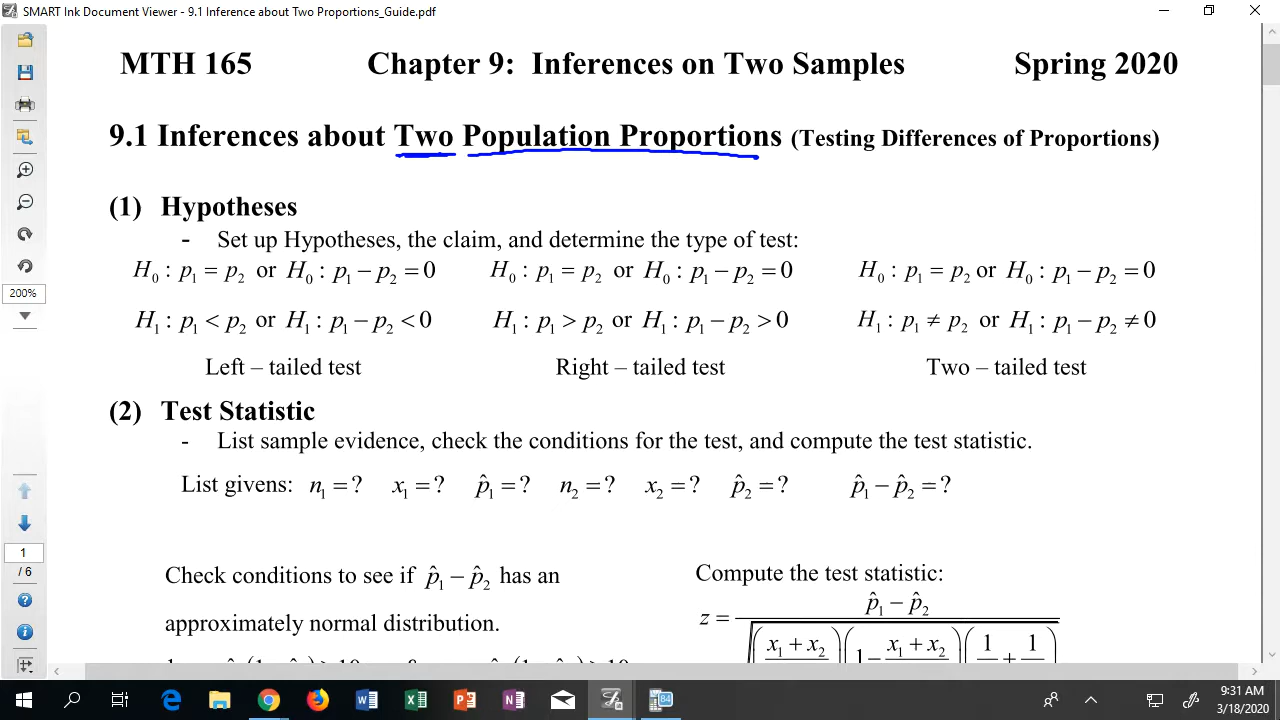 SMART Ink Document Viewer - 9.1 Inference about Two Proportions_Guide.pdf
MTH 165 Chapter 9: Inferences on Two Samples Spring 2020
9.1 Inferences about Two Population Proportions (Testing Differences of Proportions)
(1) Hypotheses
- Set up Hypotheses, the claim, and determine the type of test:
H₀ : p₁ = p₂ or H₀ : p₁ − p₂ = 0 H₀ : p₁ = p₂ or H₀ : p₁ − p₂ = 0 H₀ : p₁ = p₂ or H₀ : p₁ − p₂ = 0
H₁ : p₁ < p₂ or H₁ : p₁ − p₂ < 0 H₁ : p₁ > p₂ or H₁ : p₁ − p₂ > 0 H₁ : p₁ ≠ p₂ or H₁ : p₁ − p₂ ≠ 0
Left – tailed test Right – tailed test Two – tailed test
200%
(2) Test Statistic
- List sample evidence, check the conditions for the test, and compute the test statistic.
List givens: n₁ = ? x₁ = ? p̂₁ = ? n₂ = ? x₂ = ? p̂₂ = ? p̂₁ − p̂₂ = ?
1
/ 6
Check conditions to see if p̂₁ − p̂₂ has an
approximately normal distribution.
Compute the test statistic:
p̂₁ − p̂₂
z =
(x₁ + x₂) (1 − x₁ + x₂) (1 + 1)
84
9:31 AM
3/18/2020